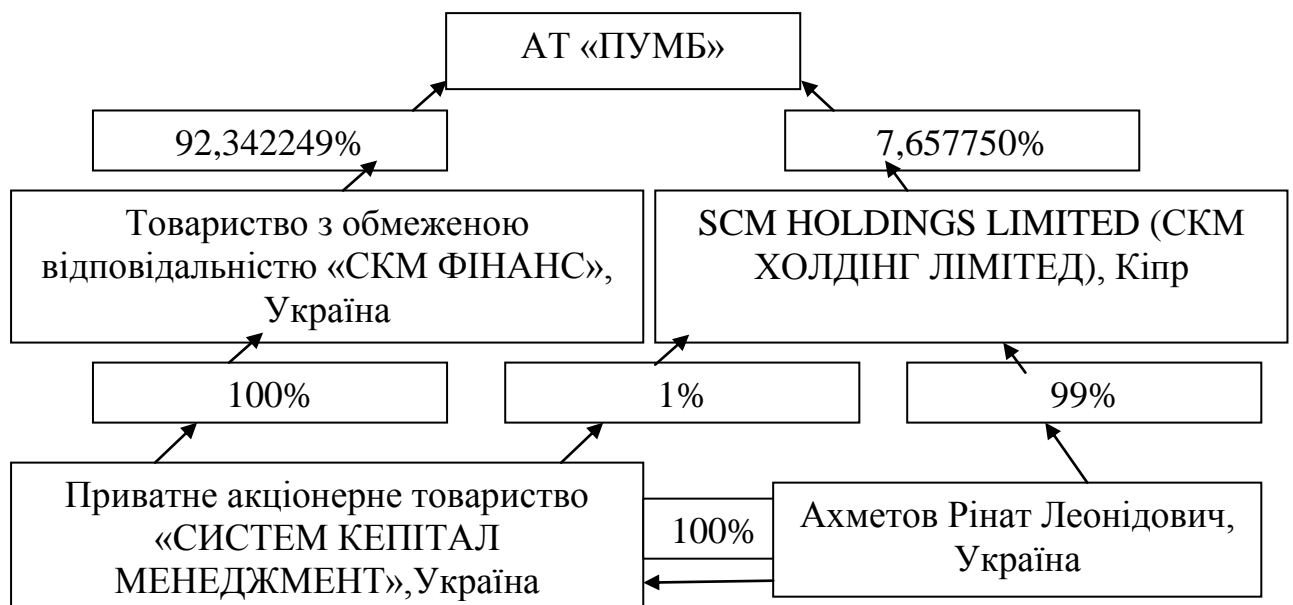 АТ «ПУМБ»
92,342249%
7,657750%
Товариство з обмеженою
відповідальністю «СКМ ФІНАНС»,
Україна
SCM HOLDINGS LIMITED (СКМ
ХОЛДІНГ ЛІМІТЕД), Кіпр
100%
1%
99%
Приватне акціонерне товариство
«СИСТЕМ КЕПІТАЛ
МЕНЕДЖМЕНТ»,Україна
100%
Ахметов Рінат Леонідович,
Україна